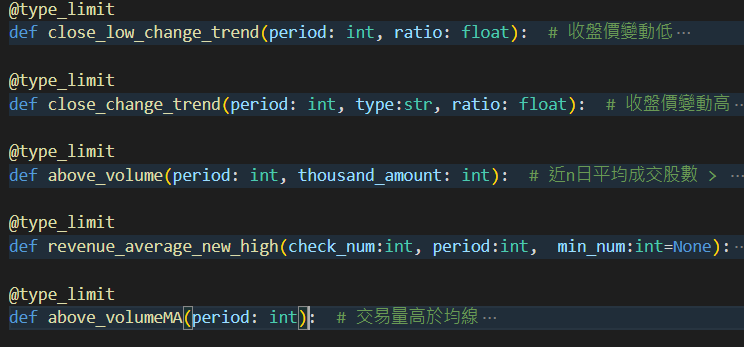 @type_limit
def close_low_change_trend(period: int, ratio: float):  # 收盤價變動低…
@type_limit
def close_change_trend(period: int, type:str, ratio: float):  # 收盤價變動高…
@type_limit
def above_volume(period: int, thousand_amount: int):  # 近n日平均成交股數 > …
@type_limit
def revenue_average_new_high(check_num:int, period:int,  min_num:int=None):…
@type_limit
def above_volumeMA(period: int):  # 交易量高於均線…